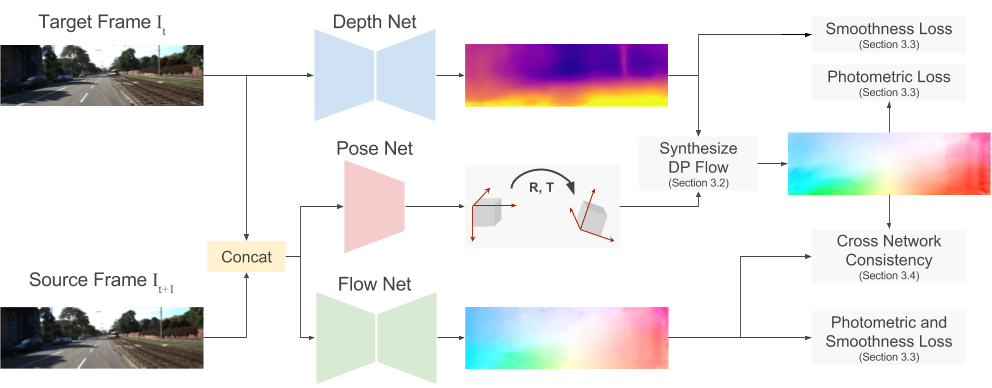 Target Frame I_t
Depth Net
Smoothness Loss
(Section 3.3)
Photometric Loss
(Section 3.3)
Pose Net
R, T
Synthesize
DP Flow
(Section 3.2)
Concat
Cross Network
Consistency
(Section 3.4)
Source Frame I_t+1
Flow Net
Photometric and
Smoothness Loss
(Section 3.3)